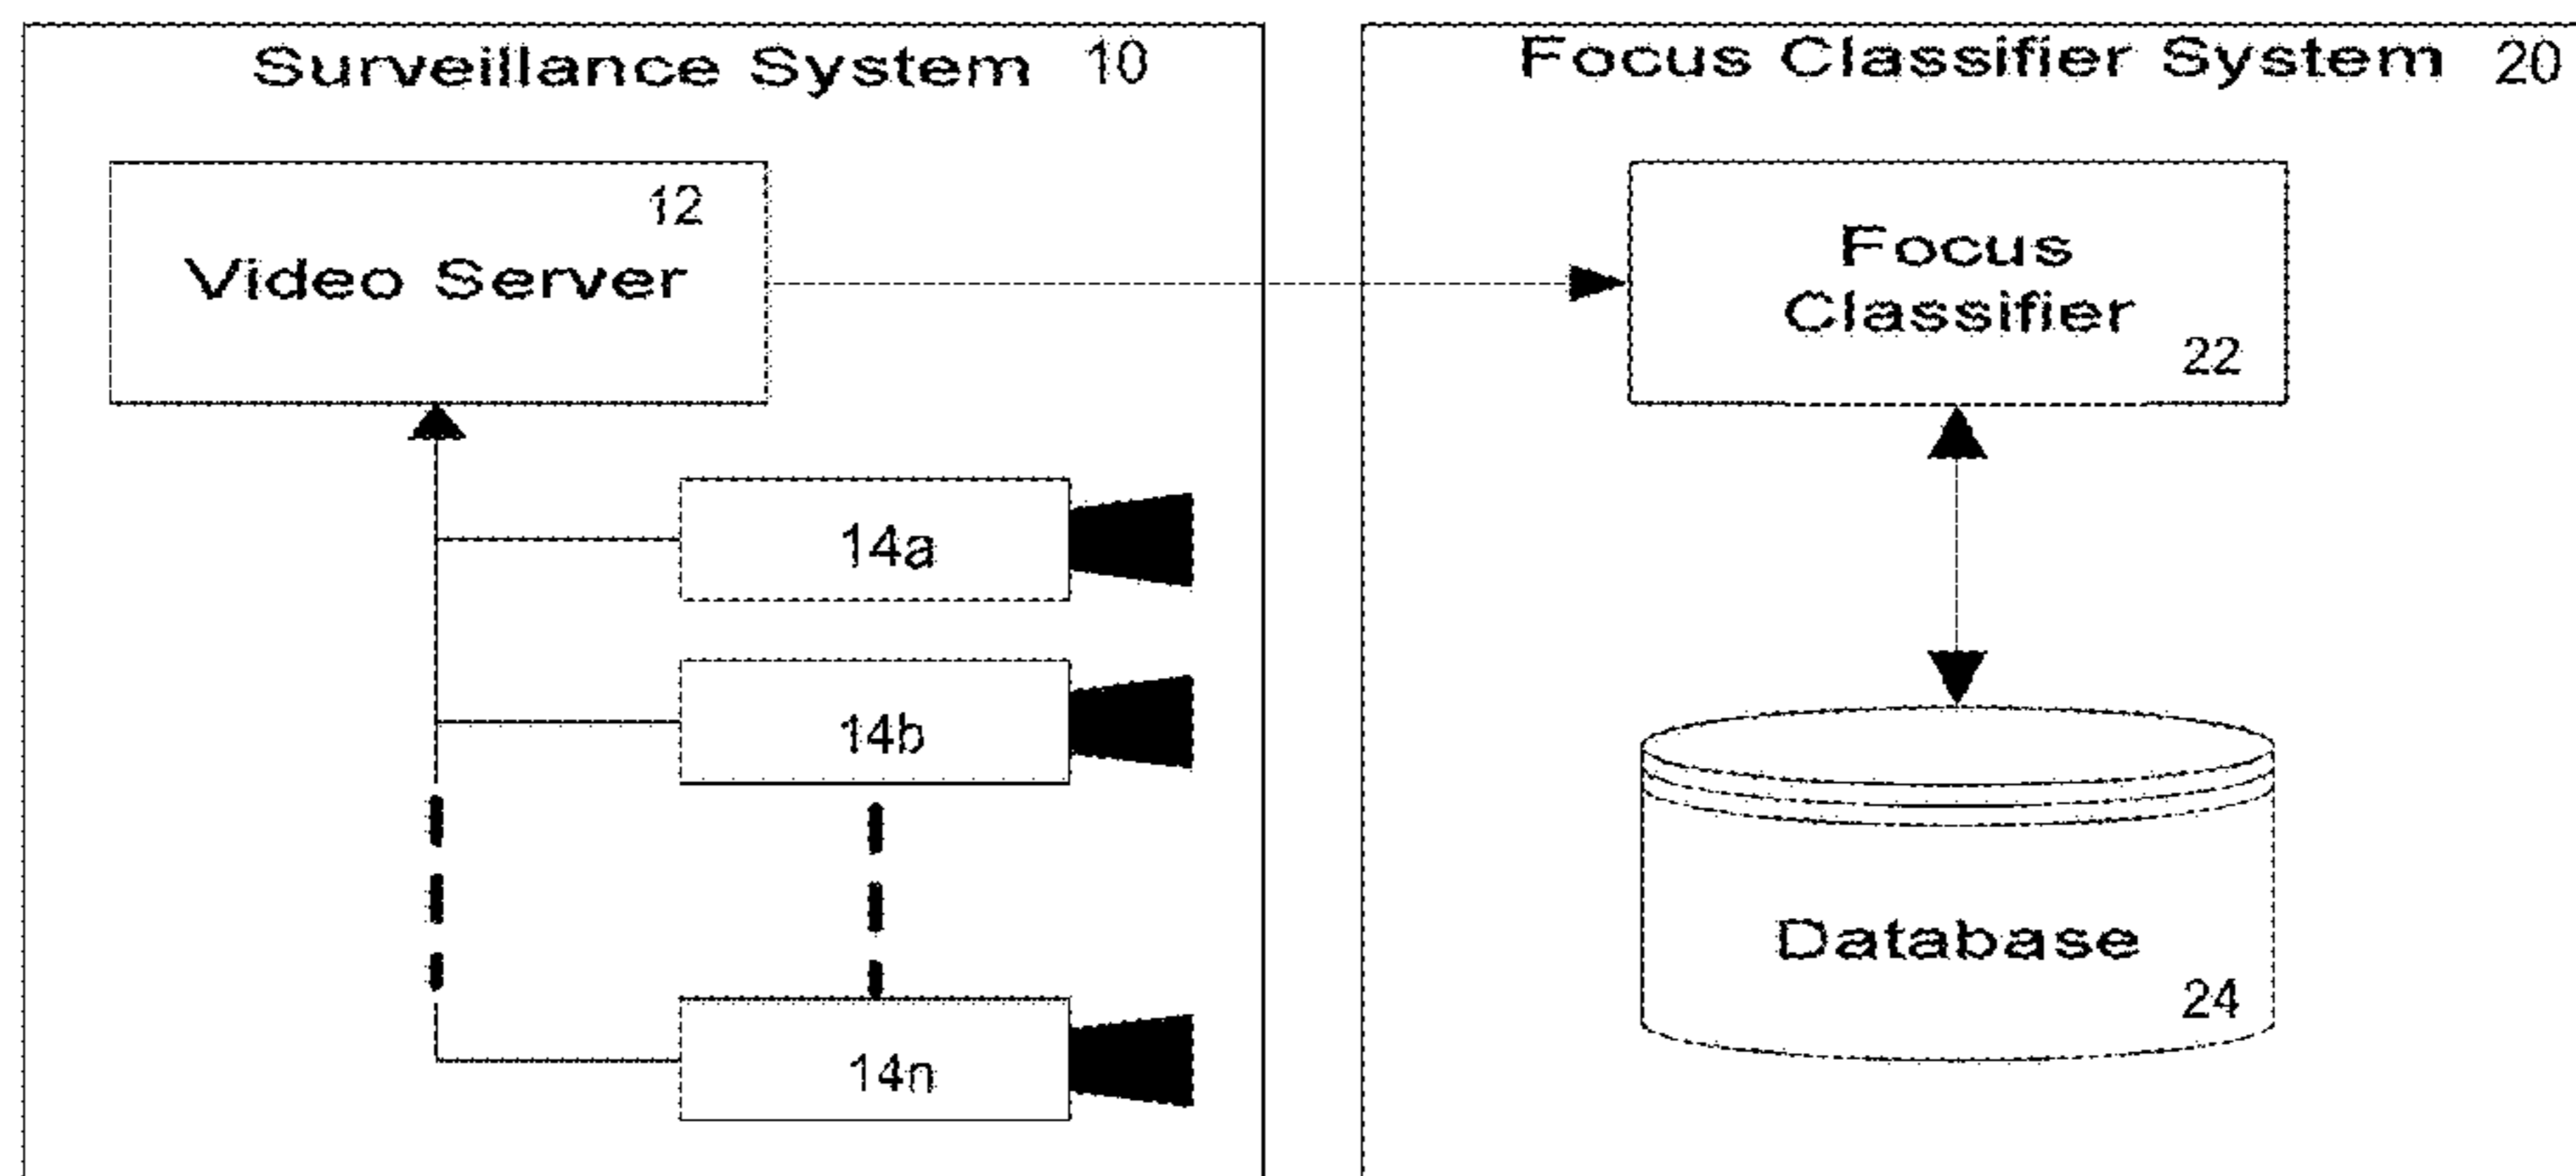 Surveillance System 10
12
Video Server
14a
14b
14n
Focus Classifier System 20
Focus
Classifier
22
Database
24